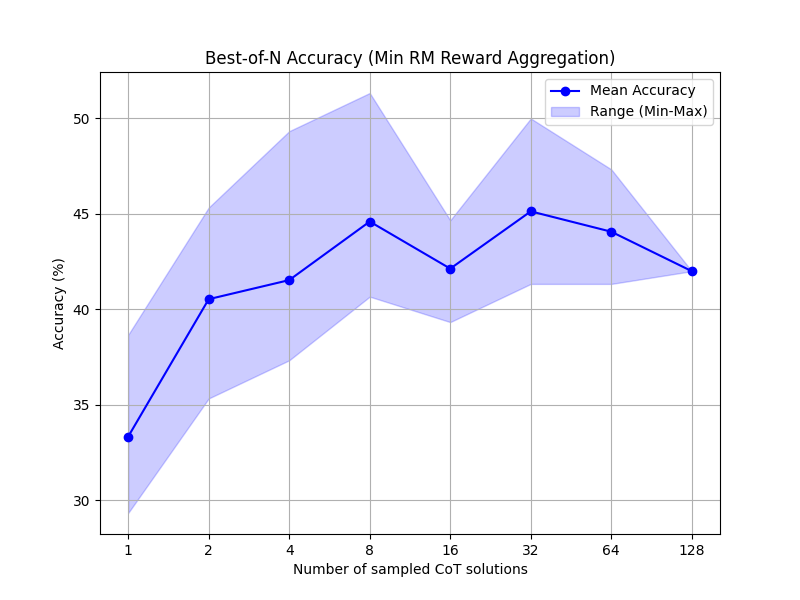 Best-of-N Accuracy (Min RM Reward Aggregation)
Mean Accuracy
Range (Min-Max)
50
45
40
35
30
Accuracy (%)
1 2 4 8 16 32 64 128
Number of sampled CoT solutions